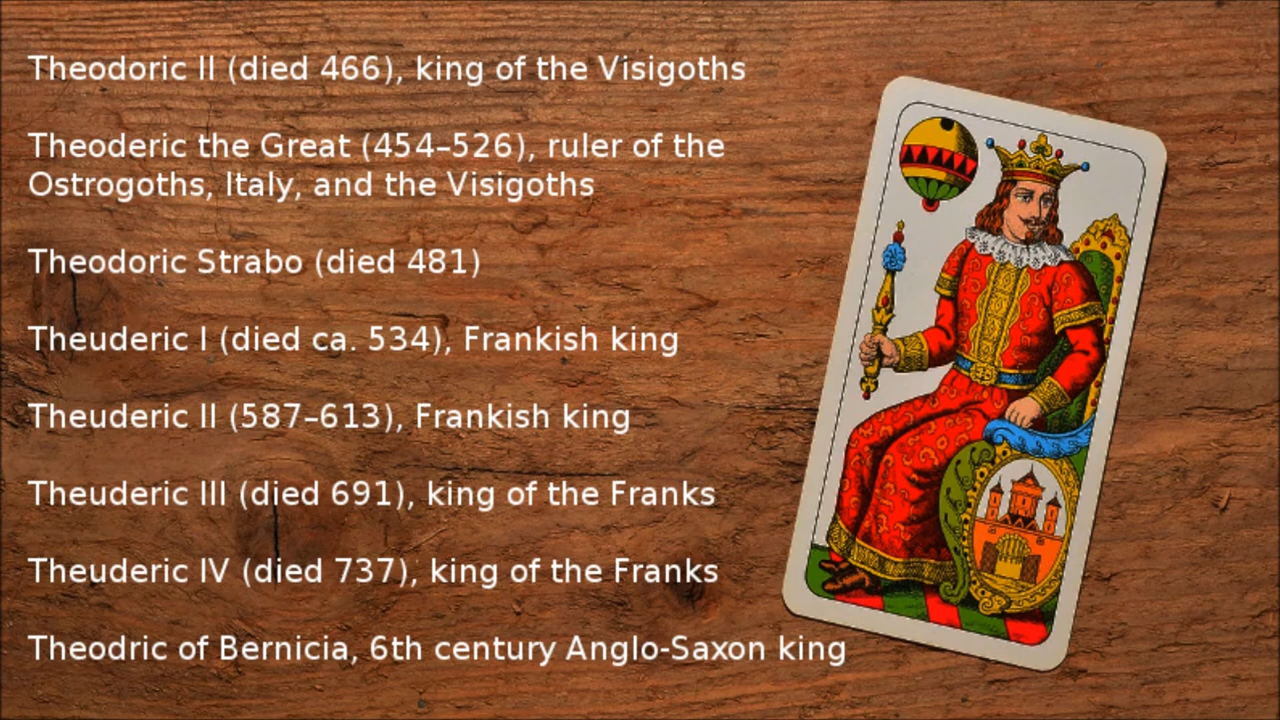 Theodoric II (died 466), king of the Visigoths
Theoderic the Great (454–526), ruler of the
Ostrogoths, Italy, and the Visigoths
Theodoric Strabo (died 481)
Theuderic I (died ca. 534), Frankish king
Theuderic II (587–613), Frankish king
Theuderic III (died 691), king of the Franks
Theuderic IV (died 737), king of the Franks
Theodric of Bernicia, 6th century Anglo-Saxon king